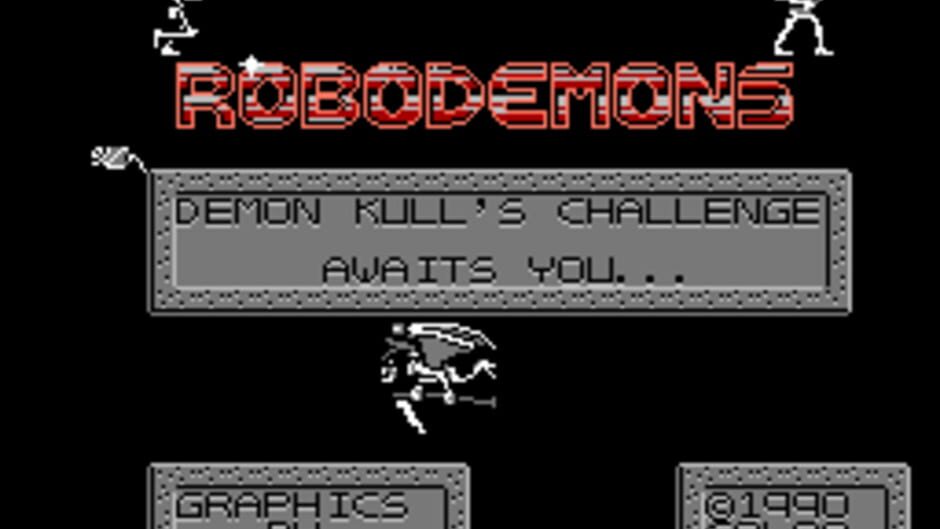 ROBODEMONS
DEMON KULL'S CHALLENGE
AWAITS YOU...
GRAPHICS
©1990